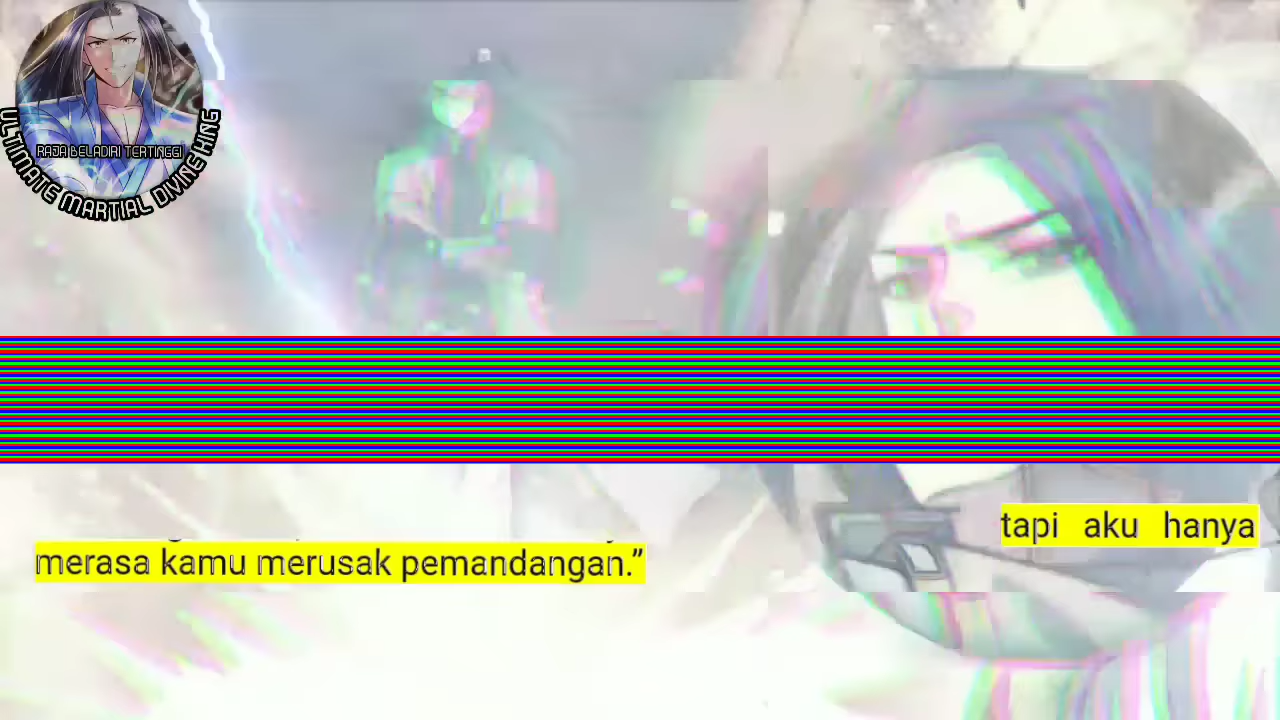 RAJA BELADIRI TERTINGGI
ULTIMATE MARTIAL DIVINE KING
tapi aku hanya
merasa kamu merusak pemandangan.”